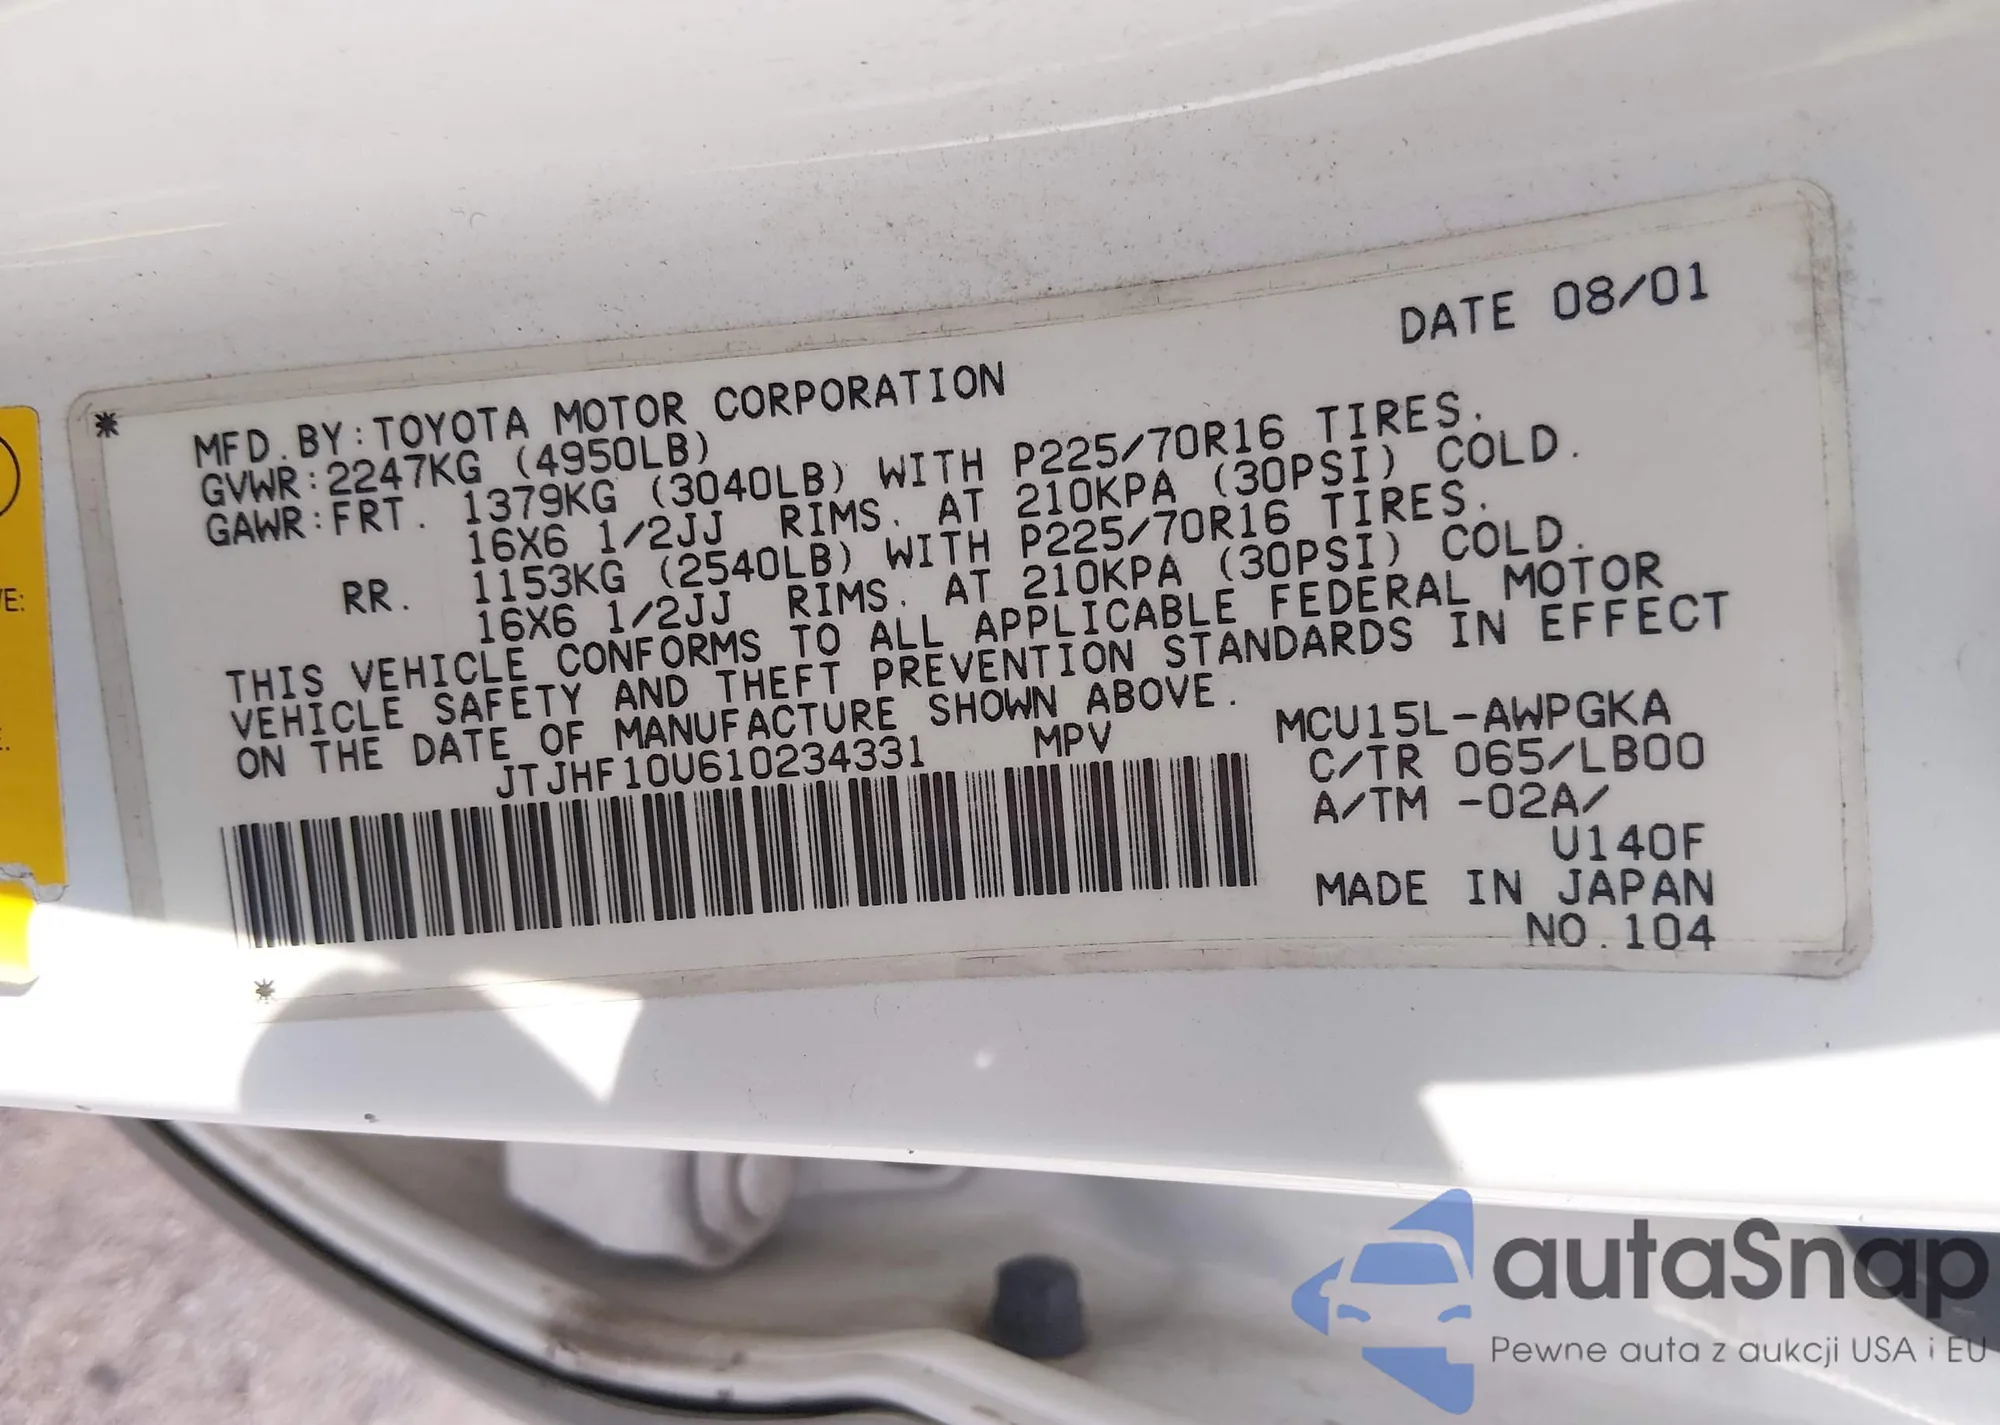 DATE 08/01
MFD.BY:TOYOTA MOTOR CORPORATION
GVWR:2247KG (4950LB)
GAWR:FRT. 1379KG (3040LB) WITH P225/70R16 TIRES.
16X6 1/2JJ RIMS. AT 210KPA (30PSI) COLD.
RR. 1153KG (2540LB) WITH P225/70R16 TIRES.
16X6 1/2JJ RIMS. AT 210KPA (30PSI) COLD.
THIS VEHICLE CONFORMS TO ALL APPLICABLE FEDERAL MOTOR
VEHICLE SAFETY AND THEFT PREVENTION STANDARDS IN EFFECT
ON THE DATE OF MANUFACTURE SHOWN ABOVE.
JTJHF10U610234331 MPV
MCU15L-AWPGKA
C/TR 065/LB00
A/TM -02A/
U140F
MADE IN JAPAN
NO.104
autaSnap
Pewne auta z aukcji USA i EU